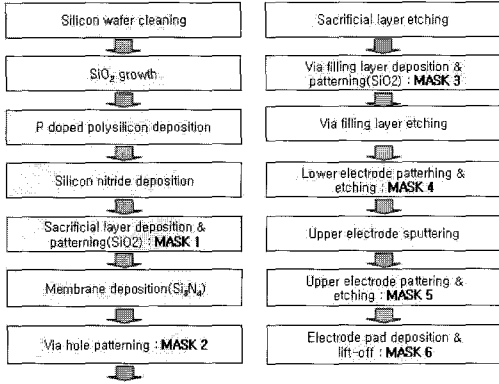 Silicon wafer cleaning
SiO₂ growth
P doped polysilicon deposition
Silicon nitride deposition
Sacrificial layer deposition &
patterning(SiO2) : MASK 1
Membrane deposition(Si₃N₄)
Via hole patterning : MASK 2
Sacrificial layer etching
Via filling layer deposition &
patterning(SiO2) : MASK 3
Via filling layer etching
Lower electrode patterhing &
etching : MASK 4
Upper electrode sputtering
Upper electrode pattering &
etching : MASK 5
Electrode pad deposition &
lift-off : MASK 6